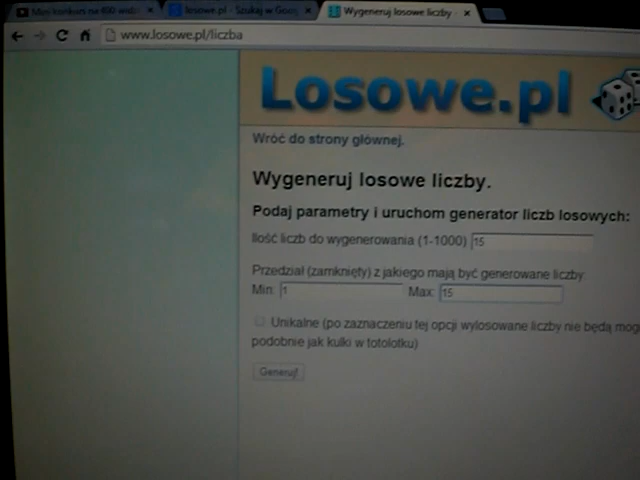 Mini konkurs na 400
losowe.pl - Szukaj w Goog
Wygeneruj losowe liczby -
www.losowe.pl/liczba
Losowe.pl
Wróć do strony głównej.
Wygeneruj losowe liczby.
Podaj parametry i uruchom generator liczb losowych:
Ilość liczb do wygenerowania (1-1000) 15
Przedział (zamknięty) z jakiego mają być generowane liczby:
Min: 1 Max: 15
Unikalne (po zaznaczeniu tej opcji wylosowane liczby nie będą mog
podobnie jak kulki w totolotku)
Generuj!